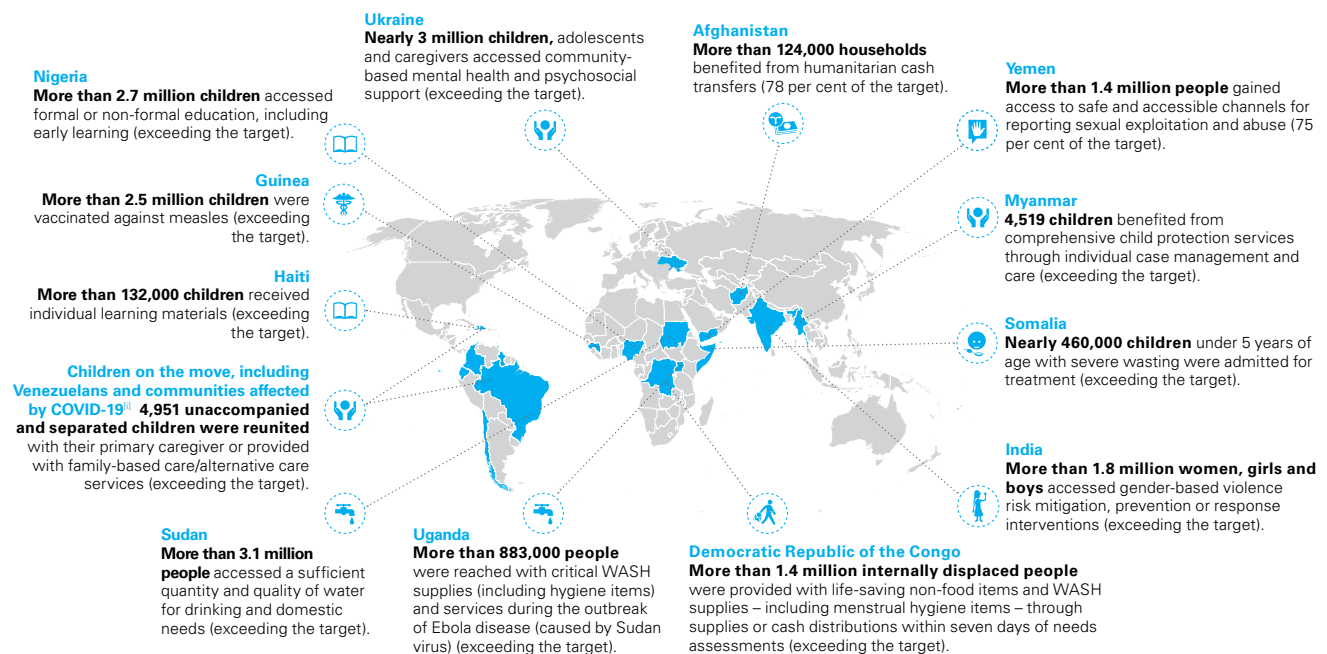 Ukraine
Nearly 3 million children, adolescents
and caregivers accessed community-
based mental health and psychosocial
support (exceeding the target).
Afghanistan
More than 124,000 households
benefited from humanitarian cash
transfers (78 per cent of the target).
Nigeria
More than 2.7 million children accessed
formal or non-formal education, including
early learning (exceeding the target).
Yemen
More than 1.4 million people gained
access to safe and accessible channels for
reporting sexual exploitation and abuse (75
per cent of the target).
Guinea
More than 2.5 million children were
vaccinated against measles (exceeding
the target).
Myanmar
4,519 children benefited from
comprehensive child protection services
through individual case management and
care (exceeding the target).
Haiti
More than 132,000 children received
individual learning materials (exceeding
the target).
Somalia
Nearly 460,000 children under 5 years of
age with severe wasting were admitted for
treatment (exceeding the target).
Children on the move, including
Venezuelans and communities affected
by COVID-19[i] 4,951 unaccompanied
and separated children were reunited
with their primary caregiver or provided
with family-based care/alternative care
services (exceeding the target).
India
More than 1.8 million women, girls and
boys accessed gender-based violence
risk mitigation, prevention or response
interventions (exceeding the target).
Sudan
More than 3.1 million
people accessed a sufficient
quantity and quality of water
for drinking and domestic
needs (exceeding the target).
Uganda
More than 883,000 people
were reached with critical WASH
supplies (including hygiene items)
and services during the outbreak
of Ebola disease (caused by Sudan
virus) (exceeding the target).
Democratic Republic of the Congo
More than 1.4 million internally displaced people
were provided with life-saving non-food items and WASH
supplies – including menstrual hygiene items – through
supplies or cash distributions within seven days of needs
assessments (exceeding the target).